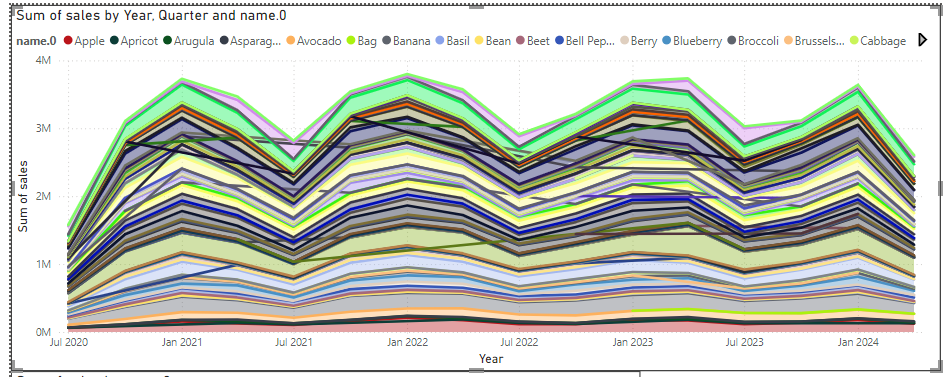 Sum of sales by Year, Quarter and name.0
name.0 Apple Apricot Arugula Asparag... Avocado Bag Banana Basil Bean Beet Bell Pep... Berry Blueberry Broccoli Brussels... Cabbage
4M
3M
2M
1M
0M
Sum of sales
Jul 2020 Jan 2021 Jul 2021 Jan 2022 Jul 2022 Jan 2023 Jul 2023 Jan 2024
Year